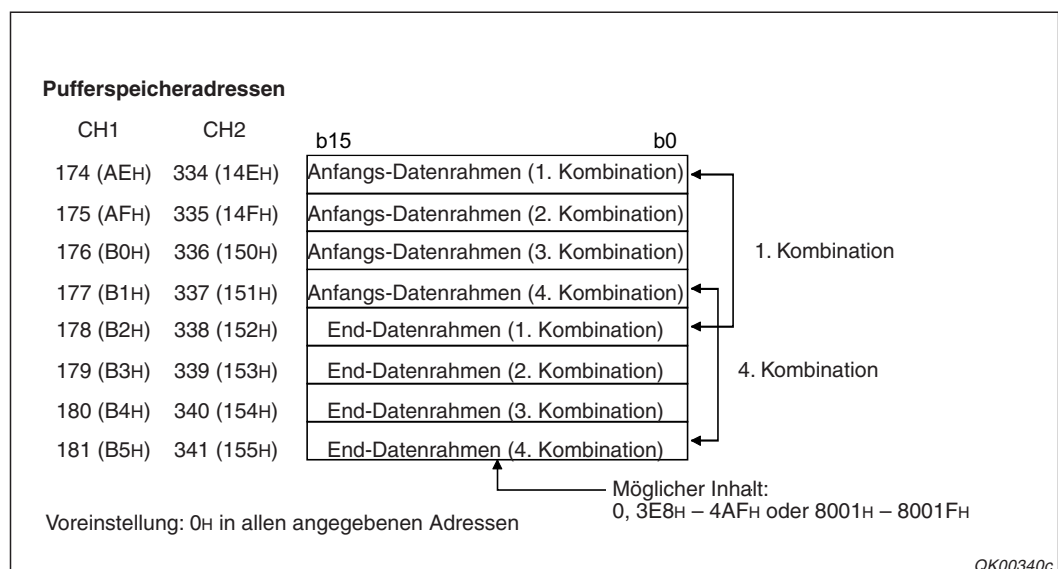 Pufferspeicheradressen
CH1 CH2
b15 b0
174 (AEH) 334 (14EH) Anfangs-Datenrahmen (1. Kombination)
175 (AFH) 335 (14FH) Anfangs-Datenrahmen (2. Kombination)
176 (B0H) 336 (150H) Anfangs-Datenrahmen (3. Kombination)
1. Kombination
177 (B1H) 337 (151H) Anfangs-Datenrahmen (4. Kombination)
178 (B2H) 338 (152H) End-Datenrahmen (1. Kombination)
179 (B3H) 339 (153H) End-Datenrahmen (2. Kombination)
4. Kombination
180 (B4H) 340 (154H) End-Datenrahmen (3. Kombination)
181 (B5H) 341 (155H) End-Datenrahmen (4. Kombination)
Möglicher Inhalt:
0, 3E8H – 4AFH oder 8001H – 8001FH
Voreinstellung: 0H in allen angegebenen Adressen
QK00340c